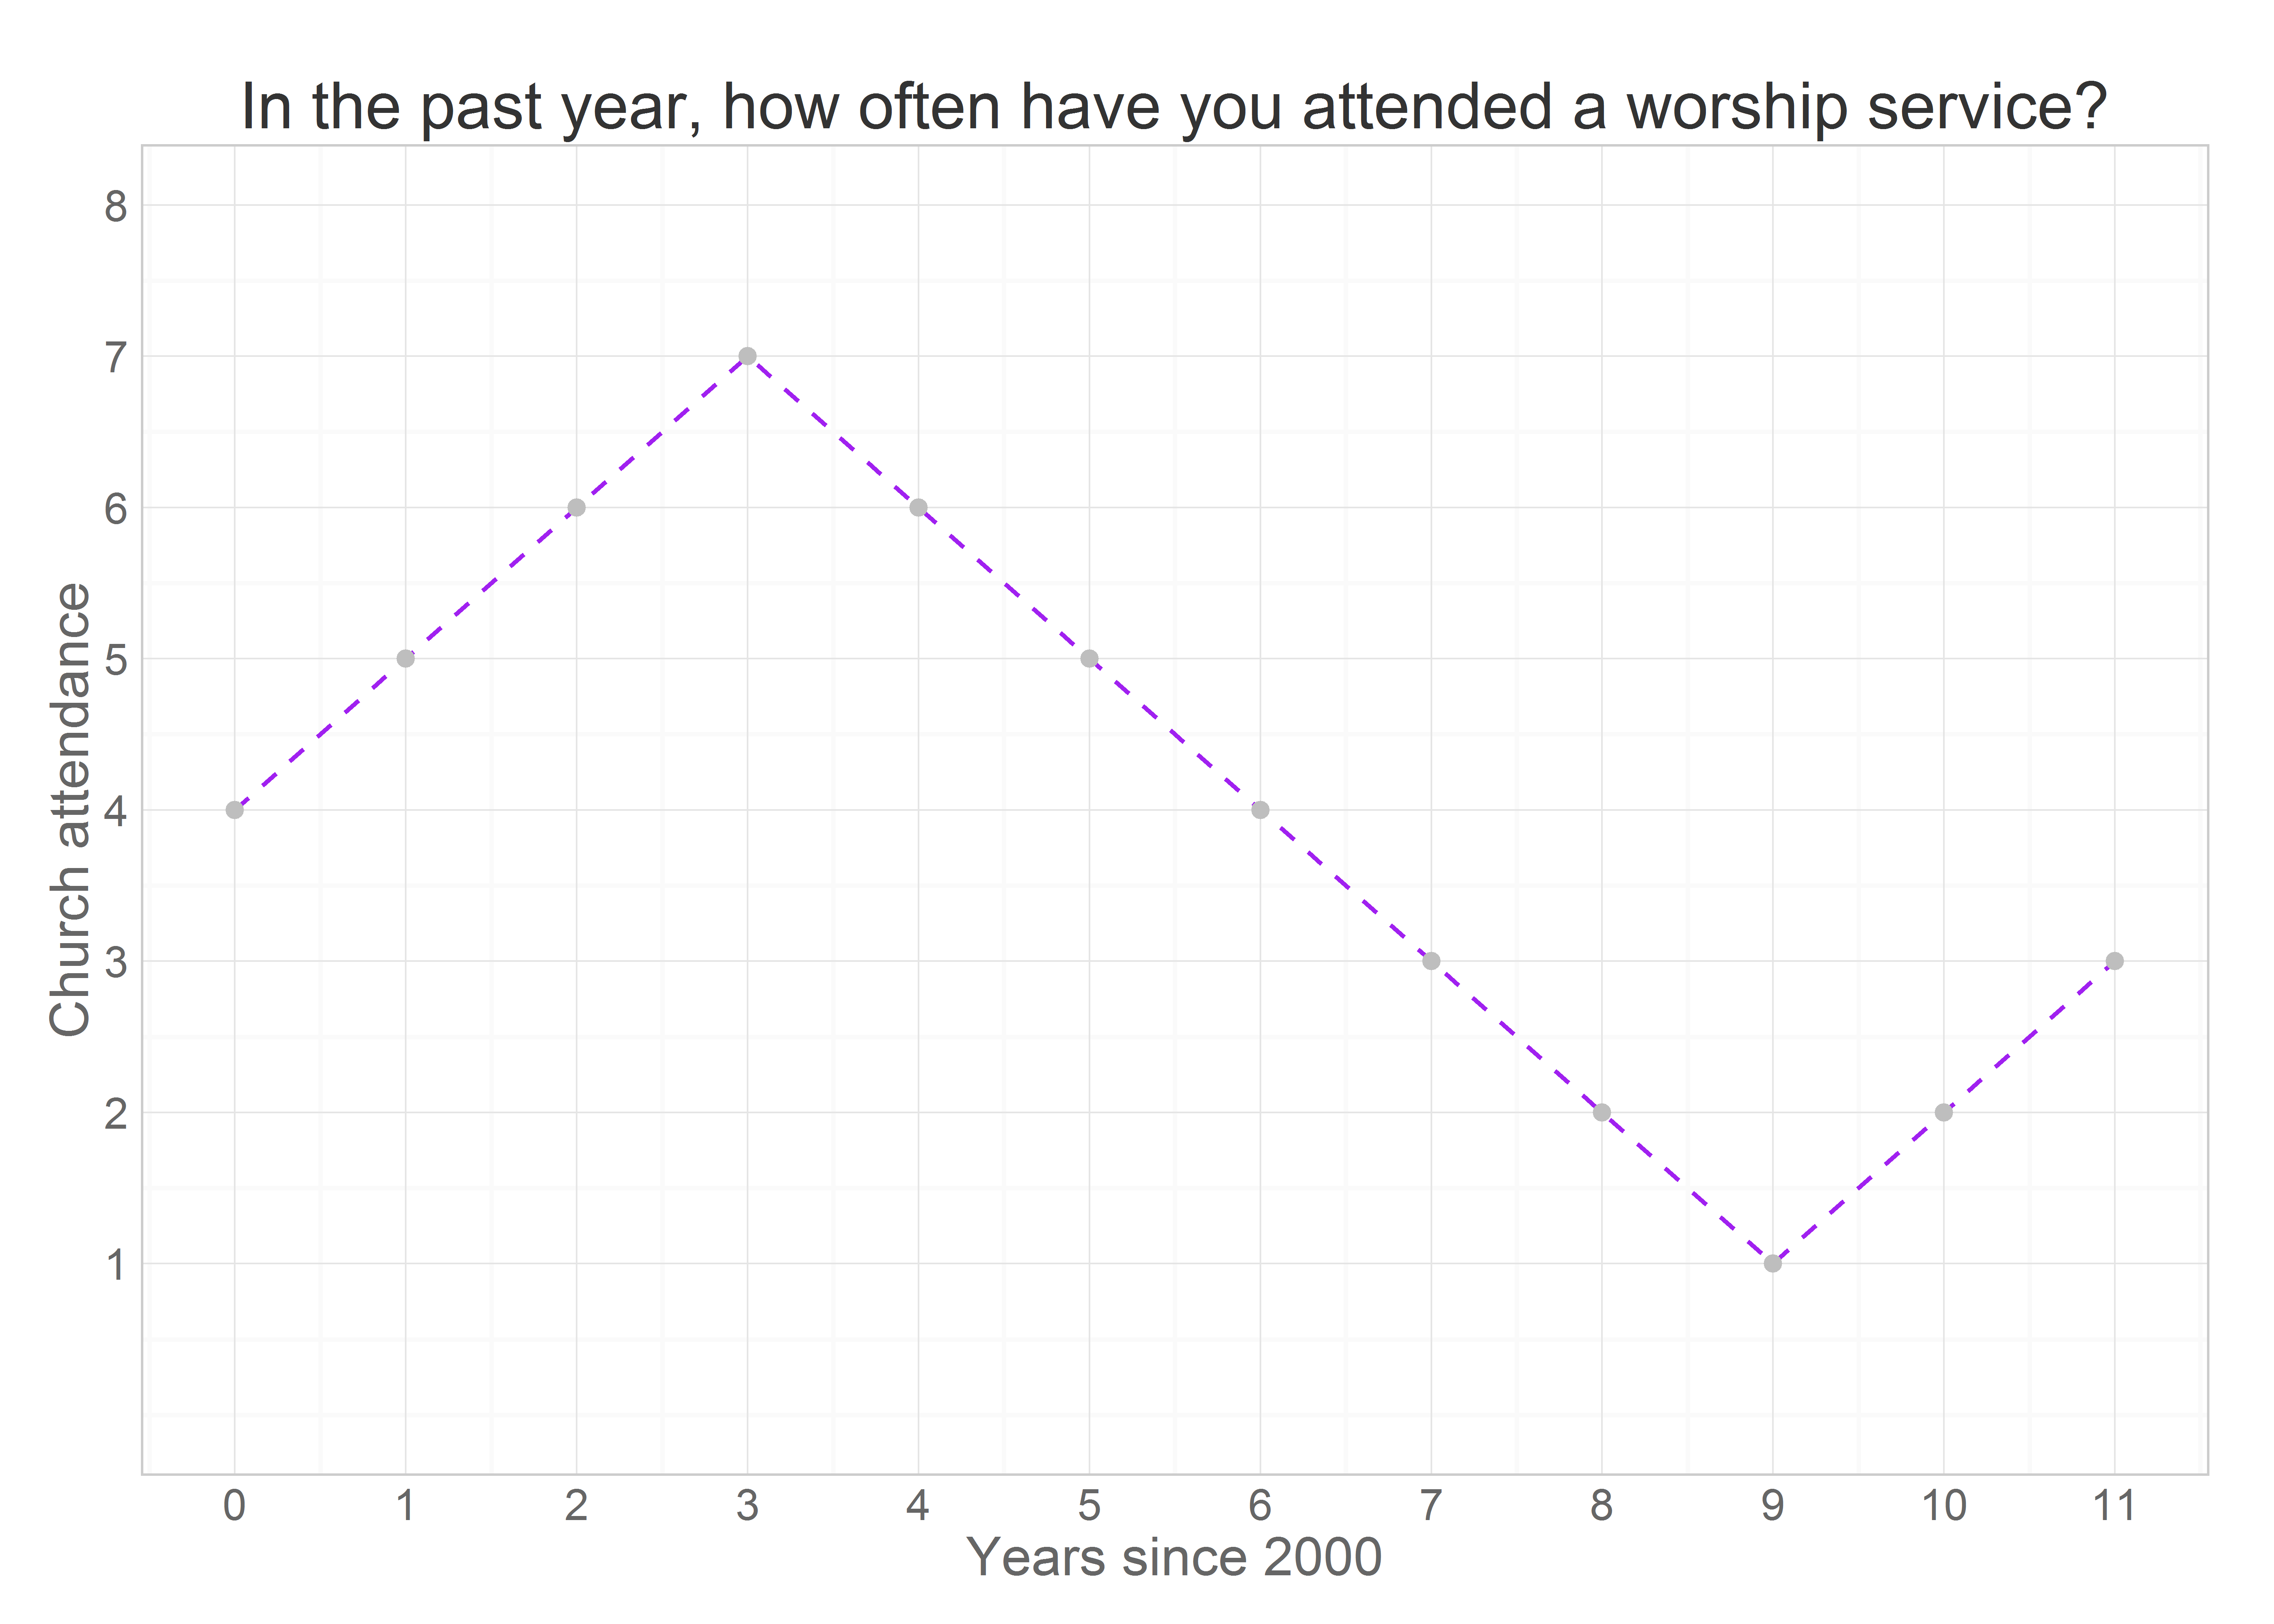 In the past year, how often have you attended a worship service?
Church attendance
8
7
6
5
4
3
2
1
0 1 2 3 4 5 6 7 8 9 10 11
Years since 2000